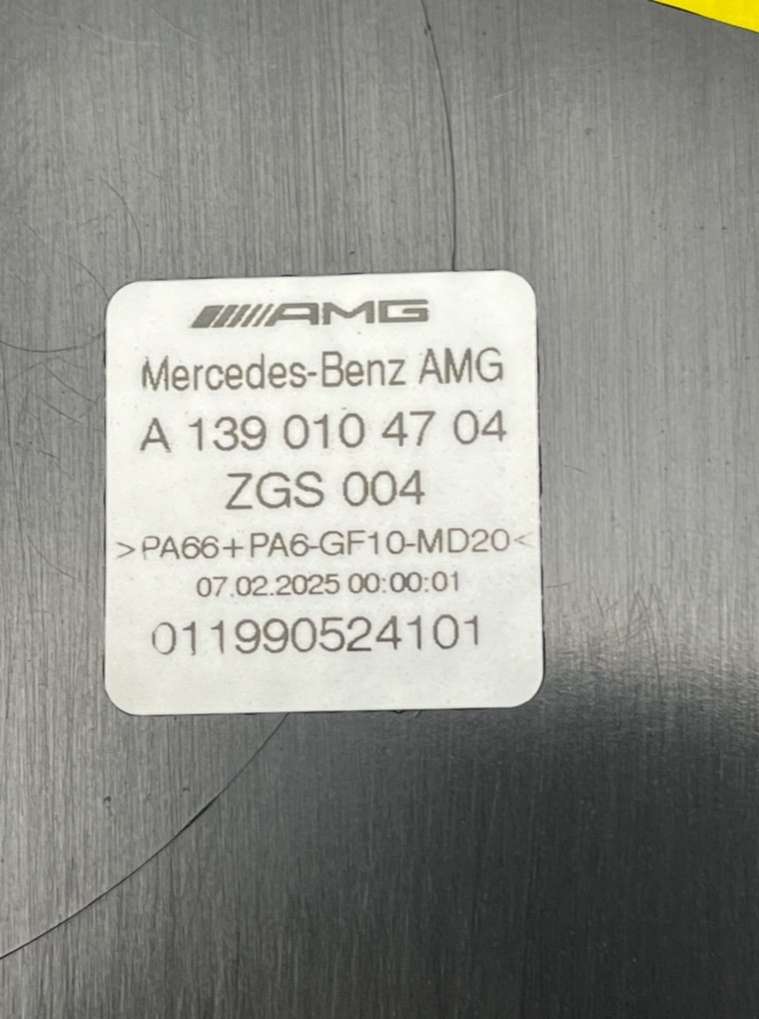 AMG
Mercedes-Benz AMG
A 139 010 47 04
ZGS 004
>PA66+PA6-GF10-MD20<
07.02.2025 00:00:01
011990524101